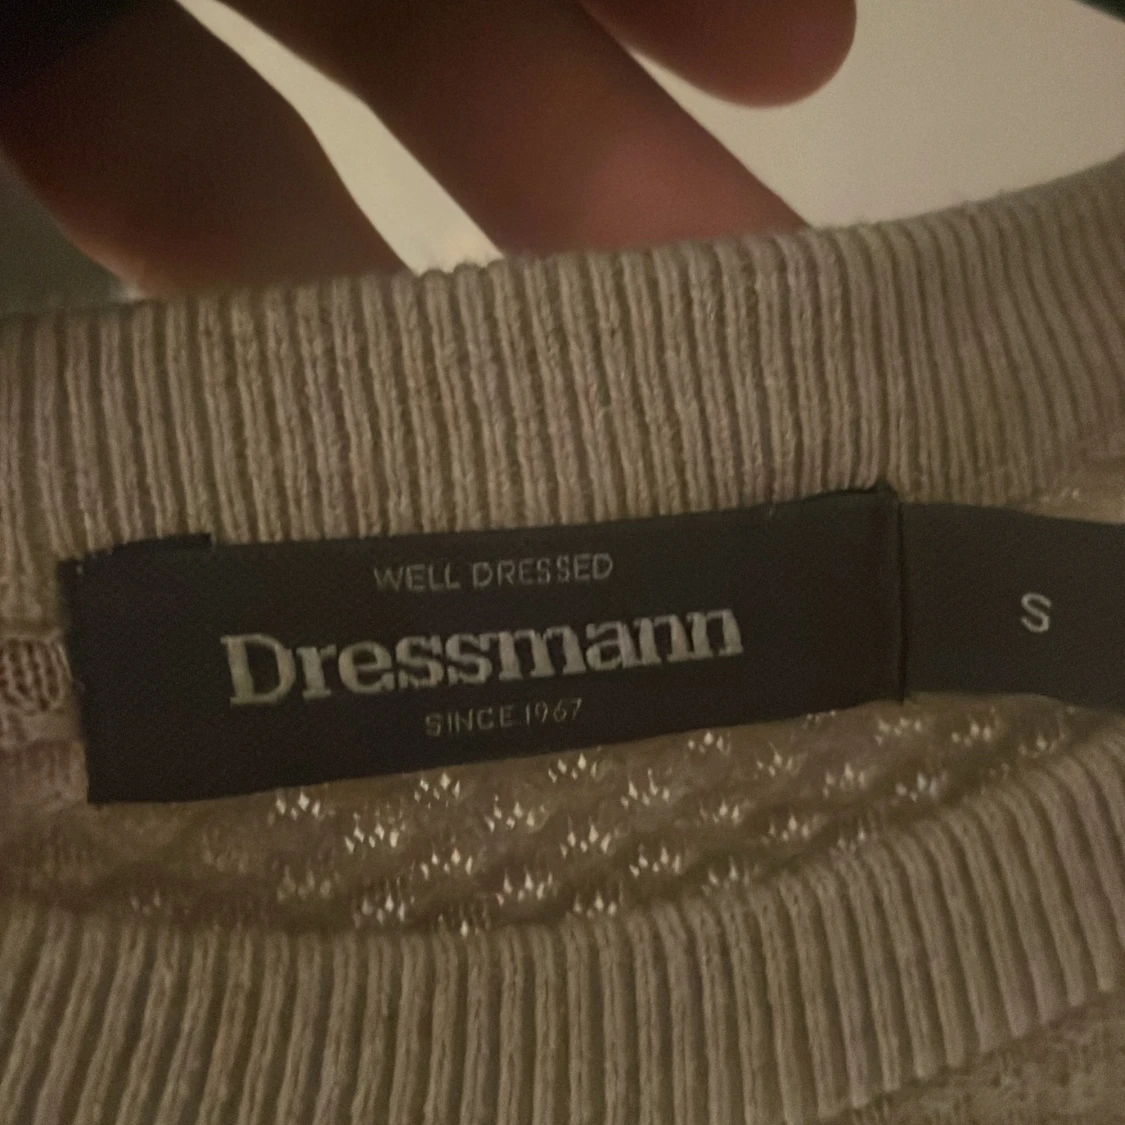 WELL DRESSED
Dressmann
SINCE 1967
S